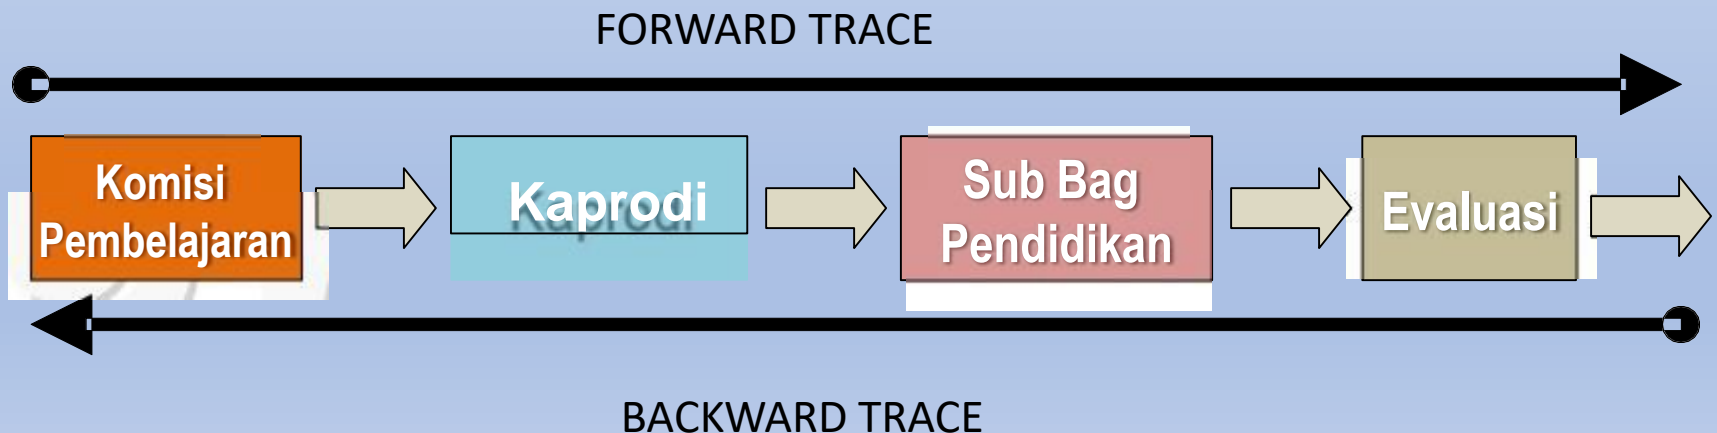 FORWARD TRACE
Komisi
Pembelajaran
Kaprodi
Sub Bag
Pendidikan
Evaluasi
BACKWARD TRACE